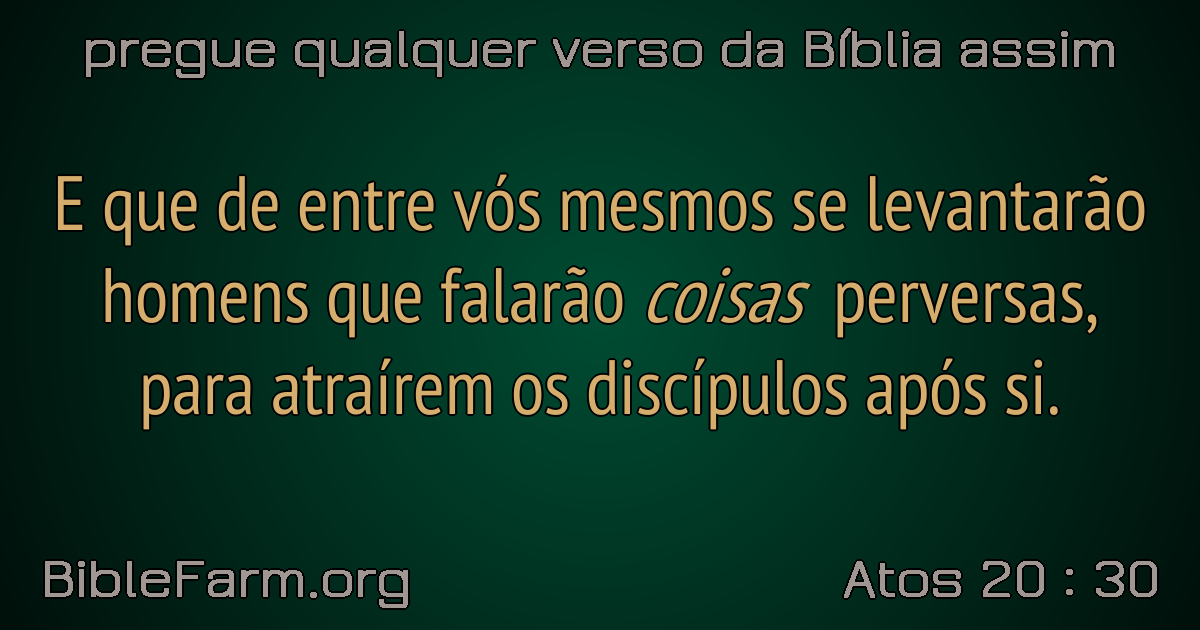 pregue qualquer verso da Bíblia assim
E que de entre vós mesmos se levantarão
homens que falarão coisas perversas,
para atraírem os discípulos após si.
BibleFarm.org
Atos 20 : 30